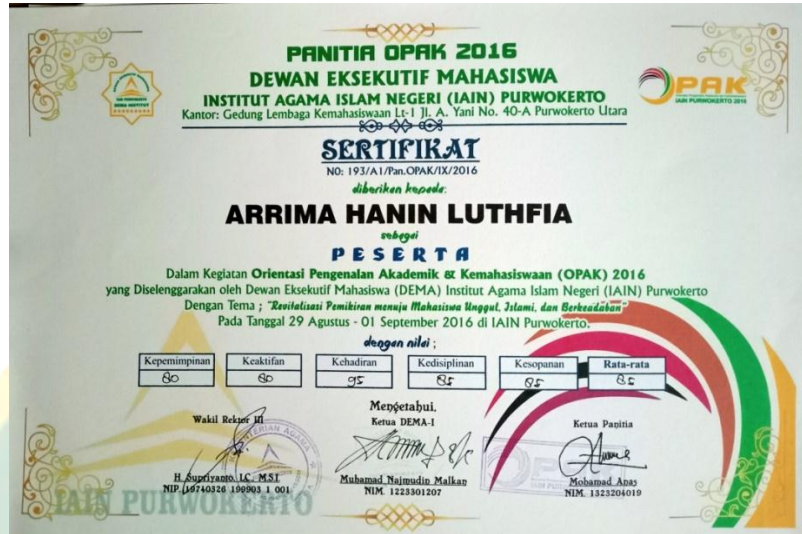 PANITIA OPAK 2016
DEWAN EKSEKUTIF MAHASISWA
INSTITUT AGAMA ISLAM NEGERI (IAIN) PURWOKERTO
Kantor: Gedung Lembaga Kemahasiswaan Lt-1 Jl. A. Yani No. 40-A Purwokerto Utara
OPAK
IAIN PURWOKERTO 2016
SERTIFIKAT
NO: 193/A1/Pan.OPAK/IX/2016
diberikan kepada:
ARRIMA HANIN LUTHFIA
sebagai
PESERTA
Dalam Kegiatan Orientasi Pengenalan Akademik & Kemahasiswaan (OPAK) 2016
yang Diselenggarakan oleh Dewan Eksekutif Mahasiswa (DEMA) Institut Agama Islam Negeri (IAIN) Purwokerto
Dengan Tema ; "Revitalisasi Pemikiran menuju Mahasiswa Unggul, Islami, dan Berkeadaban"
Pada Tanggal 29 Agustus - 01 September 2016 di IAIN Purwokerto.
dengan nilai ;
Kepemimpinan Keaktifan Kehadiran Kedisiplinan Kesopanan Rata-rata
80 80 95 85 85 85
Mengetahui,
Wakil Rektor III Ketua DEMA-I Ketua Panitia
H. Supriyanto, LC, M.S.I Muhamad Najmudin Malkan Mohamad Anas
NIP. 19740326 199903 1 001 NIM. 1223301207 NIM. 1323204019
IAIN PURWOKERTO